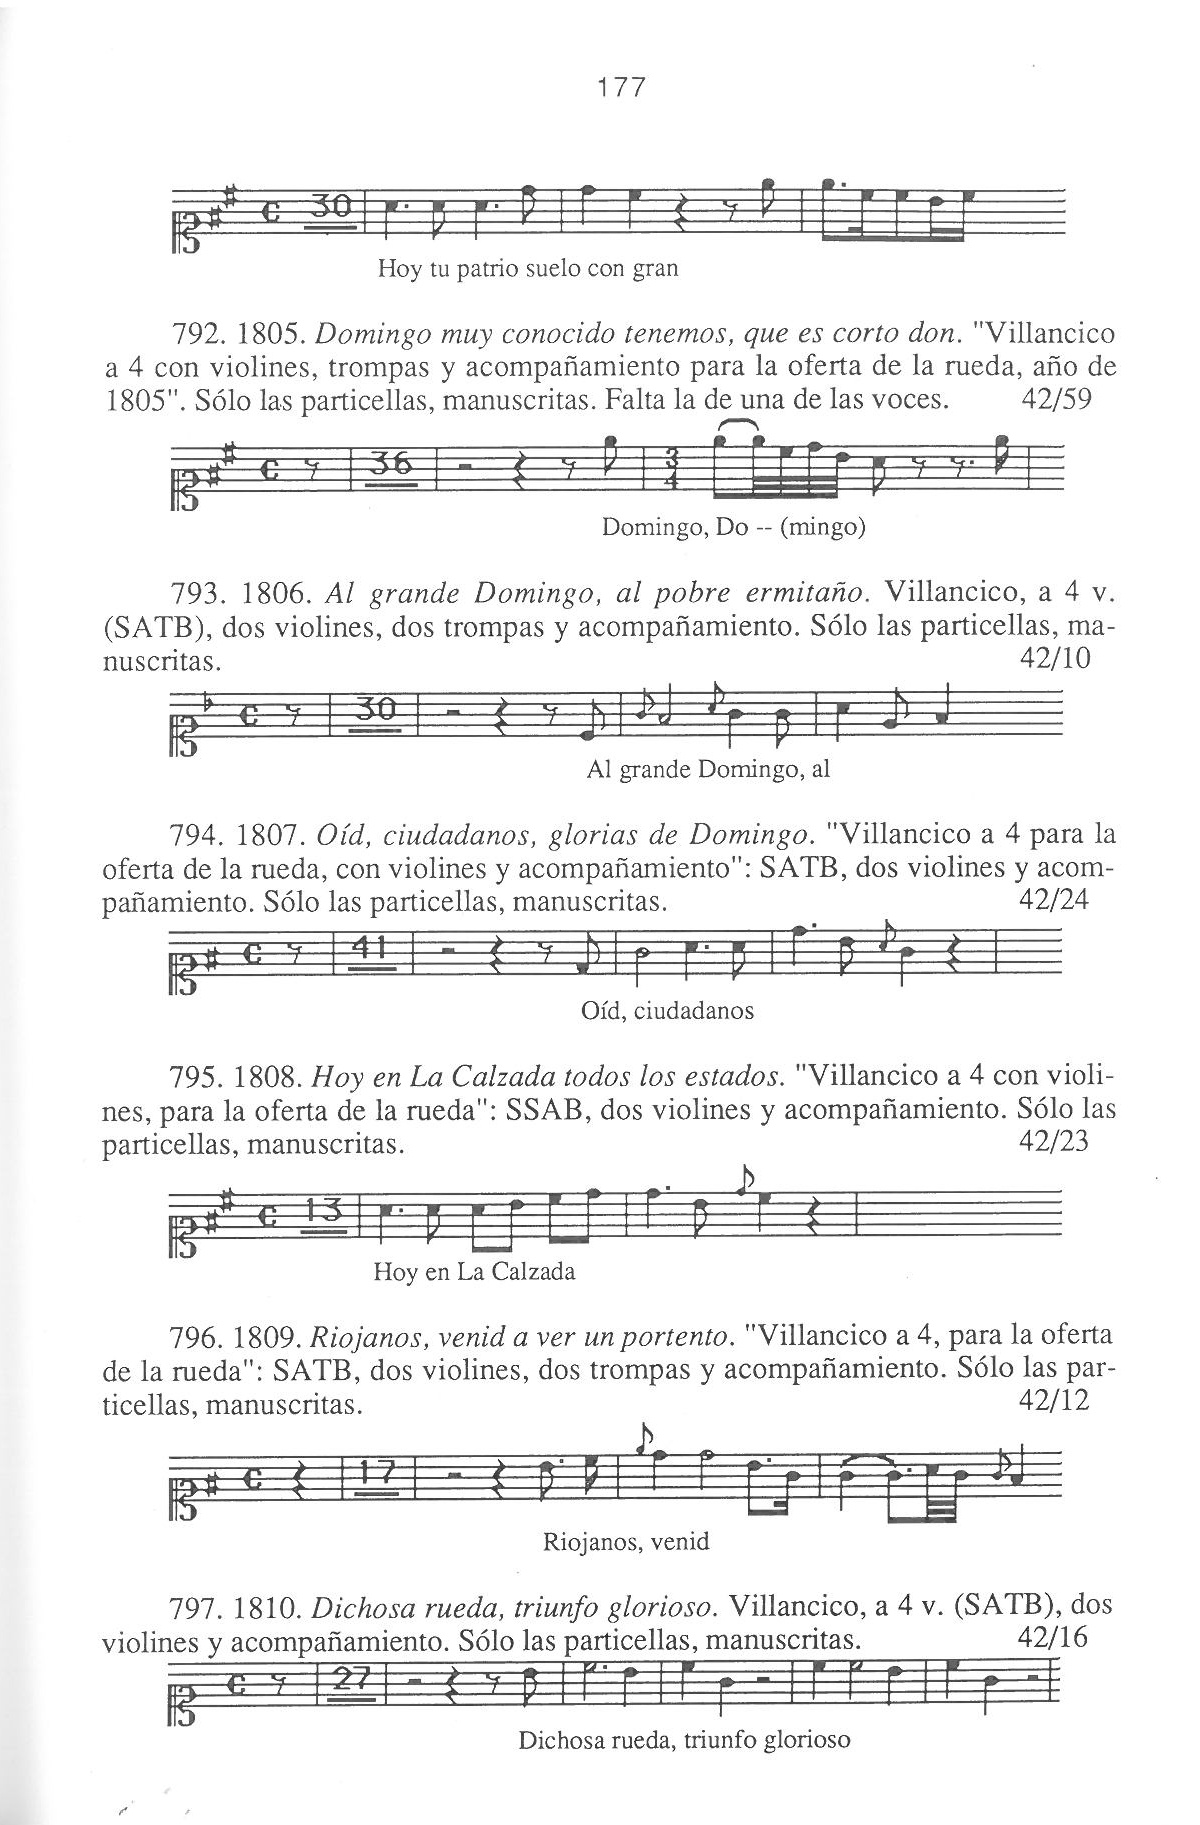 177
30
Hoy tu patrio suelo con gran
792. 1805. Domingo muy conocido tenemos, que es corto don. "Villancico
a 4 con violines, trompas y acompañamiento para la oferta de la rueda, año de
1805". Sólo las particellas, manuscritas. Falta la de una de las voces. 42/59
36 3 4
Domingo, Do -- (mingo)
793. 1806. Al grande Domingo, al pobre ermitaño. Villancico, a 4 v.
(SATB), dos violines, dos trompas y acompañamiento. Sólo las particellas, ma-
nuscritas. 42/10
30
Al grande Domingo, al
794. 1807. Oíd, ciudadanos, glorias de Domingo. "Villancico a 4 para la
oferta de la rueda, con violines y acompañamiento": SATB, dos violines y acom-
pañamiento. Sólo las particellas, manuscritas. 42/24
41
Oíd, ciudadanos
795. 1808. Hoy en La Calzada todos los estados. "Villancico a 4 con violi-
nes, para la oferta de la rueda": SSAB, dos violines y acompañamiento. Sólo las
particellas, manuscritas. 42/23
13
Hoy en La Calzada
796. 1809. Riojanos, venid a ver un portento. "Villancico a 4, para la oferta
de la rueda": SATB, dos violines, dos trompas y acompañamiento. Sólo las par-
ticellas, manuscritas. 42/12
17
Riojanos, venid
797. 1810. Dichosa rueda, triunfo glorioso. Villancico, a 4 v. (SATB), dos
violines y acompañamiento. Sólo las particellas, manuscritas. 42/16
27
Dichosa rueda, triunfo glorioso